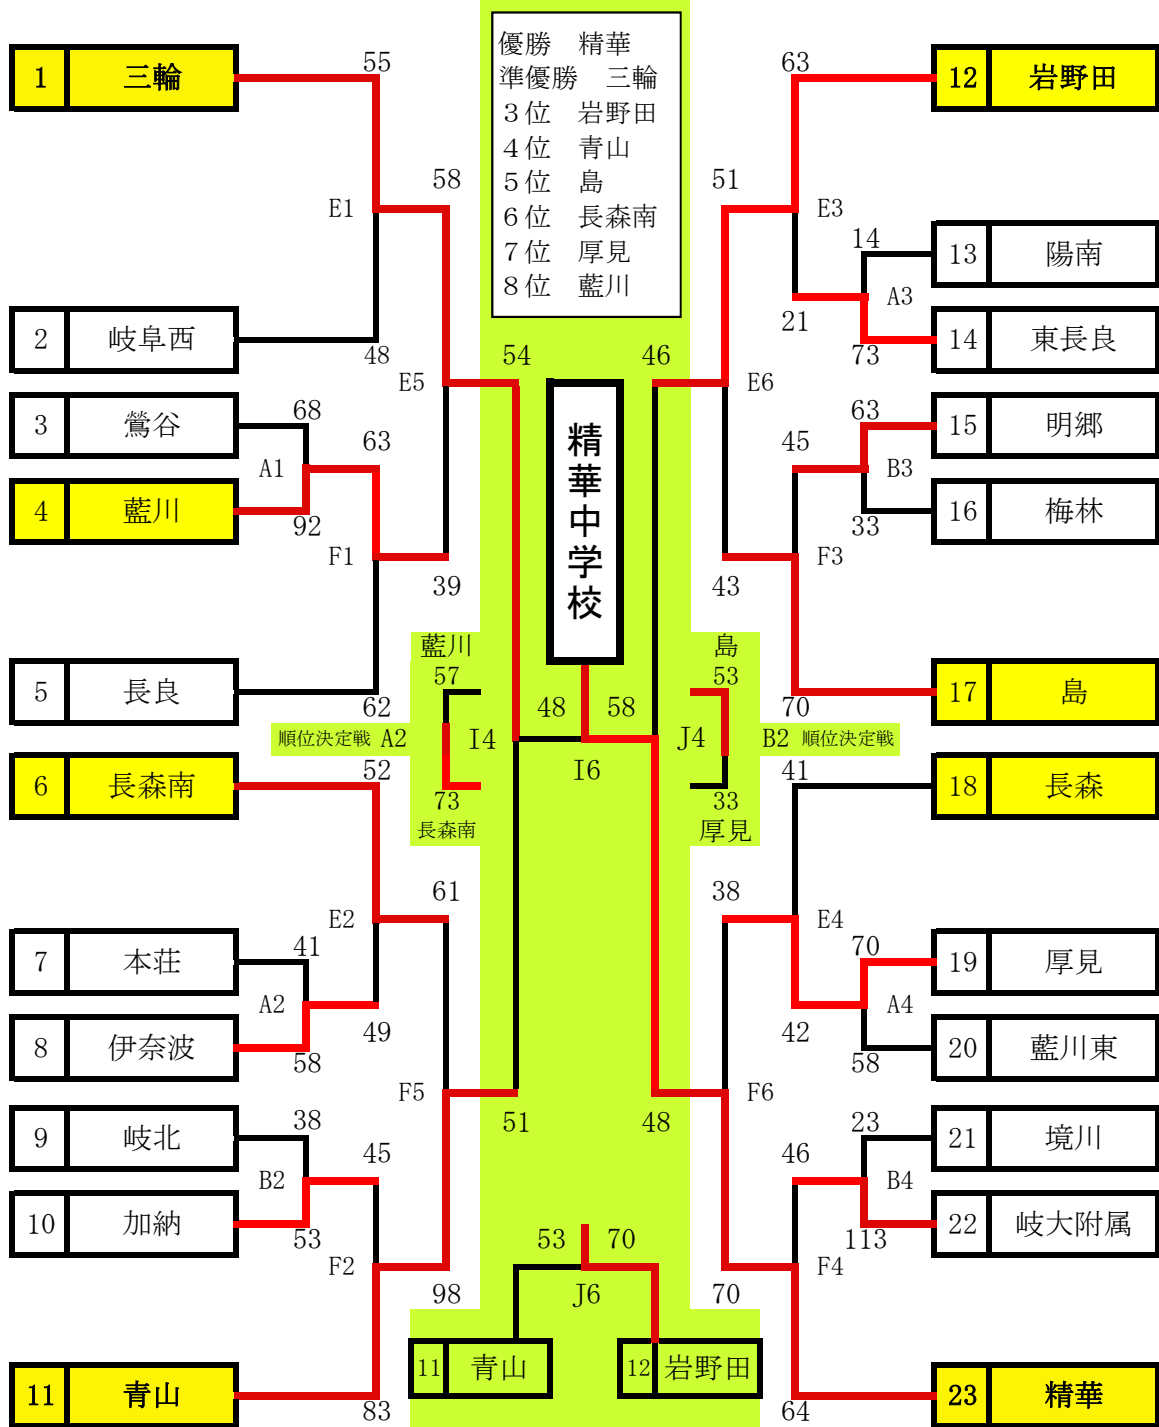 優勝　精華
準優勝　三輪
３位　岩野田
４位　青山
５位　島
６位　長森南
７位　厚見
８位　藍川
1 三輪
55
58
E1
2 岐阜西
48
E5
54
3 鶯谷
68
63
A1
4 藍川
92
F1
39
5 長良
62
6 長森南
52
61
E2
7 本荘
41
A2
49
8 伊奈波
58
F5
51
9 岐北
38
45
B2
10 加納
53
F2
98
11 青山
83
精華中学校
48
58
I6
藍川
57
順位決定戦 A2
I4
73
長森南
島
53
J4
B2 順位決定戦
33
厚見
53
70
J6
11 青山
12 岩野田
63
12 岩野田
51
E3
14
13 陽南
A3
21
73
14 東長良
46
E6
63
15 明郷
45
B3
33
16 梅林
F3
43
70
17 島
41
18 長森
38
E4
70
19 厚見
A4
42
58
20 藍川東
F6
48
23
21 境川
46
B4
113
22 岐大附属
F4
70
64
23 精華